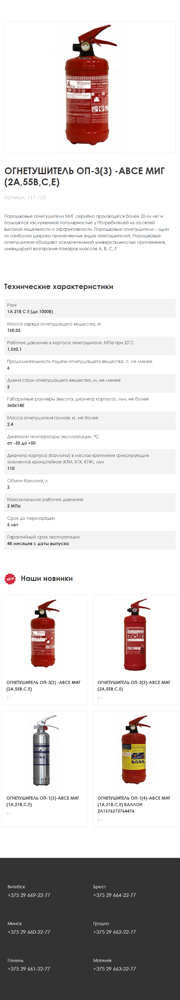 ОГНЕТУШИТЕЛЬ
ОП-1(з)-АВСЕ
ОГНЕТУШИТЕЛЬ ОП-3(3) -АВСЕ МИГ
(2А,55В,С,Е)
Артикул: 111-123
Порошковые огнетушители МИГ серийно производятся более 20-ти лет и
пользуются заслуженной популярностью у Потребителей из-за своей
высокой надежности и эффективности. Порошковые огнетушители – одни
из наиболее широко применяемых видов огнетушителей. Порошковые
огнетушители обладают исключительной универсальностью применения,
ликвидируют возгорания пожаров классов А, В, С, Е
Технические характеристики
Ранг
1А 21В С Е (до 1000В)
Масса заряда огнетушащего вещества, кг
1±0,05
Рабочее давление в корпусе огнетушителя, МПа при 20°С
1,5±0,1
Продолжительность подачи огнетушащего вещества, с, не менее
6
Длина струи огнетушащего вещества, м, не менее
2
Габаритные размеры (высота, диаметр корпуса), мм, не более
360х140
Масса огнетушителя полная, кг, не более
2.4
Диапазон температуры эксплуатации, °С
от -50 до +50
Диаметр корпуса (баллона) в местах крепления фиксирующих
элементов кронштейнов (КТМ, КТХ, КТФ), мм
110
Объем баллона, л
2
Максимальное рабочее давление
2 МПа
Срок до перезарядки
5 лет
Гарантийный срок эксплуатации
48 месяцев с даты выпуска
NEW Наши новинки
ОГНЕТУШИТЕЛЬ ОП-3(3) -АВСЕ МИГ
(2А,55В,С,Е)
2 л
ОГНЕТУШИТЕЛЬ ОП-2(3)-АВСЕ МИГ
(2А,55В,С,Е)
2 л
ОГНЕТУШИТЕЛЬ ОП-1(3)-АВСЕ МИГ
(1А,21В,С,Е)
2 л
ОГНЕТУШИТЕЛЬ ОП-1(4)-АВСЕ МИГ
(1А,21В,С,Е) БАЛЛОН
2Л1576273764476
2 л
Витебск
+375 29 669-22-77
Брест
+375 29 664-22-77
Минск
+375 29 660-22-77
Гродно
+375 29 662-22-77
Гомель
+375 29 661-22-77
Могилев
+375 29 663-22-77